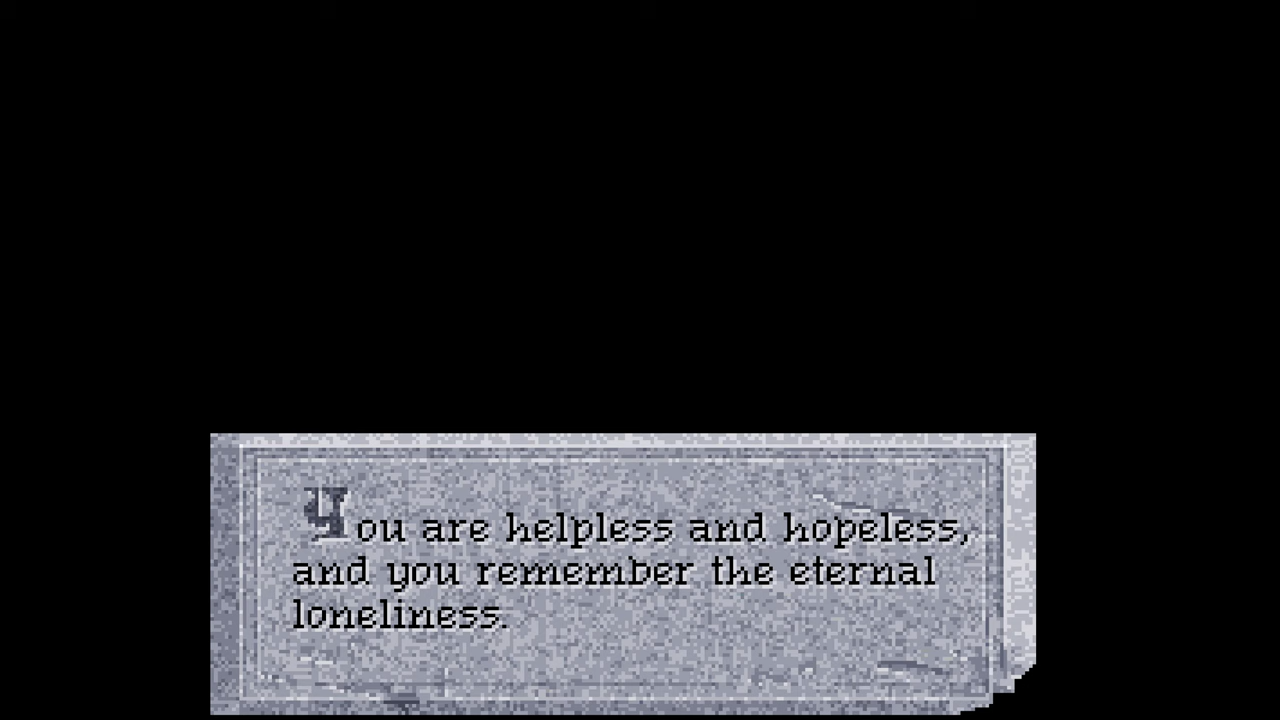 You are helpless and hopeless,
and you remember the eternal
loneliness.